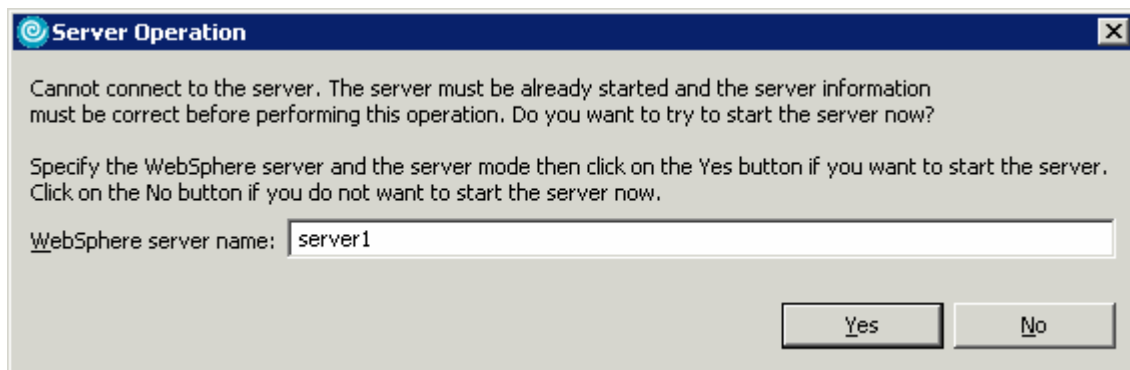 Server Operation
Cannot connect to the server. The server must be already started and the server information
must be correct before performing this operation. Do you want to try to start the server now?
Specify the WebSphere server and the server mode then click on the Yes button if you want to start the server.
Click on the No button if you do not want to start the server now.
WebSphere server name: server1
Yes No